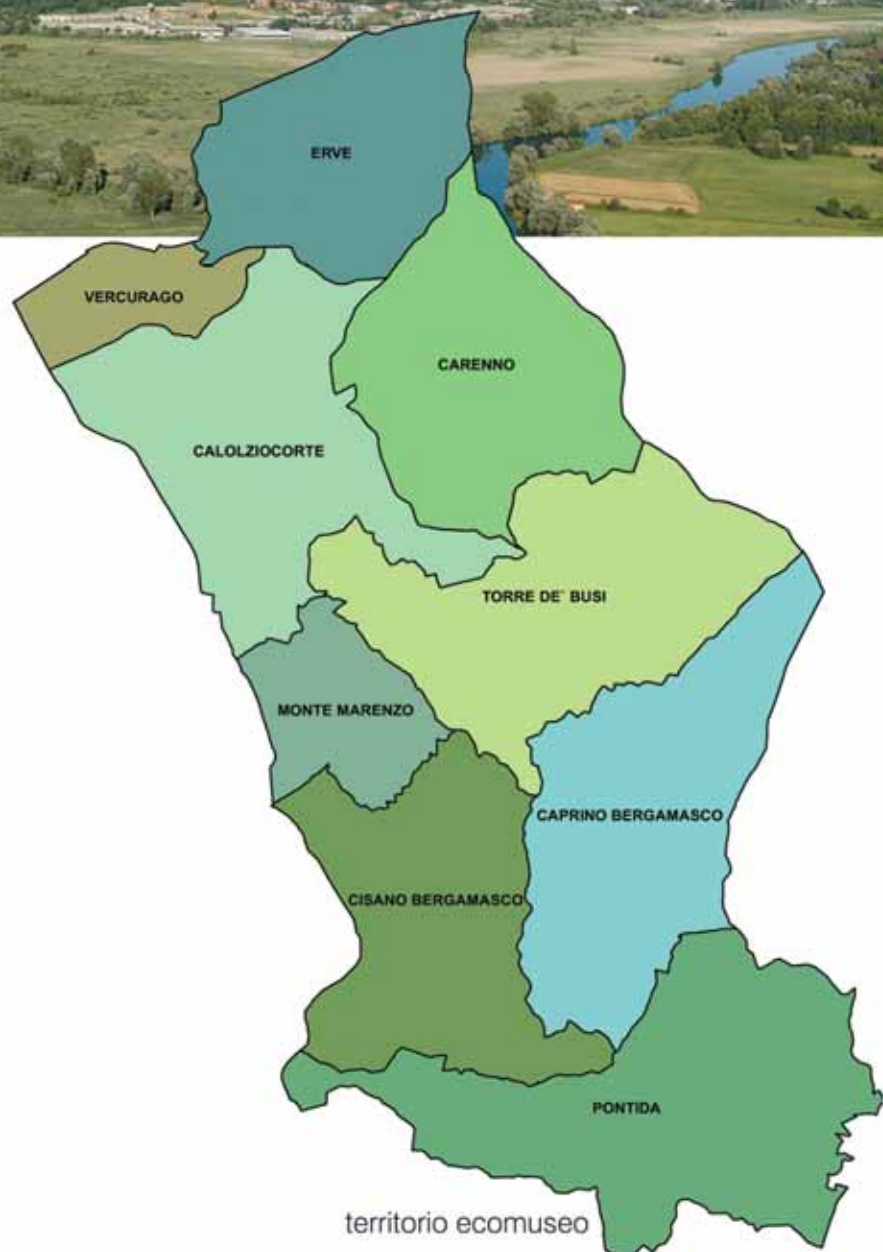 ERVE
VERCURAGO
CARENNO
CALOLZIOCORTE
TORRE DE' BUSI
MONTE MARENZO
CAPRINO BERGAMASCO
CISANO BERGAMASCO
PONTIDA
territorio ecomuseo